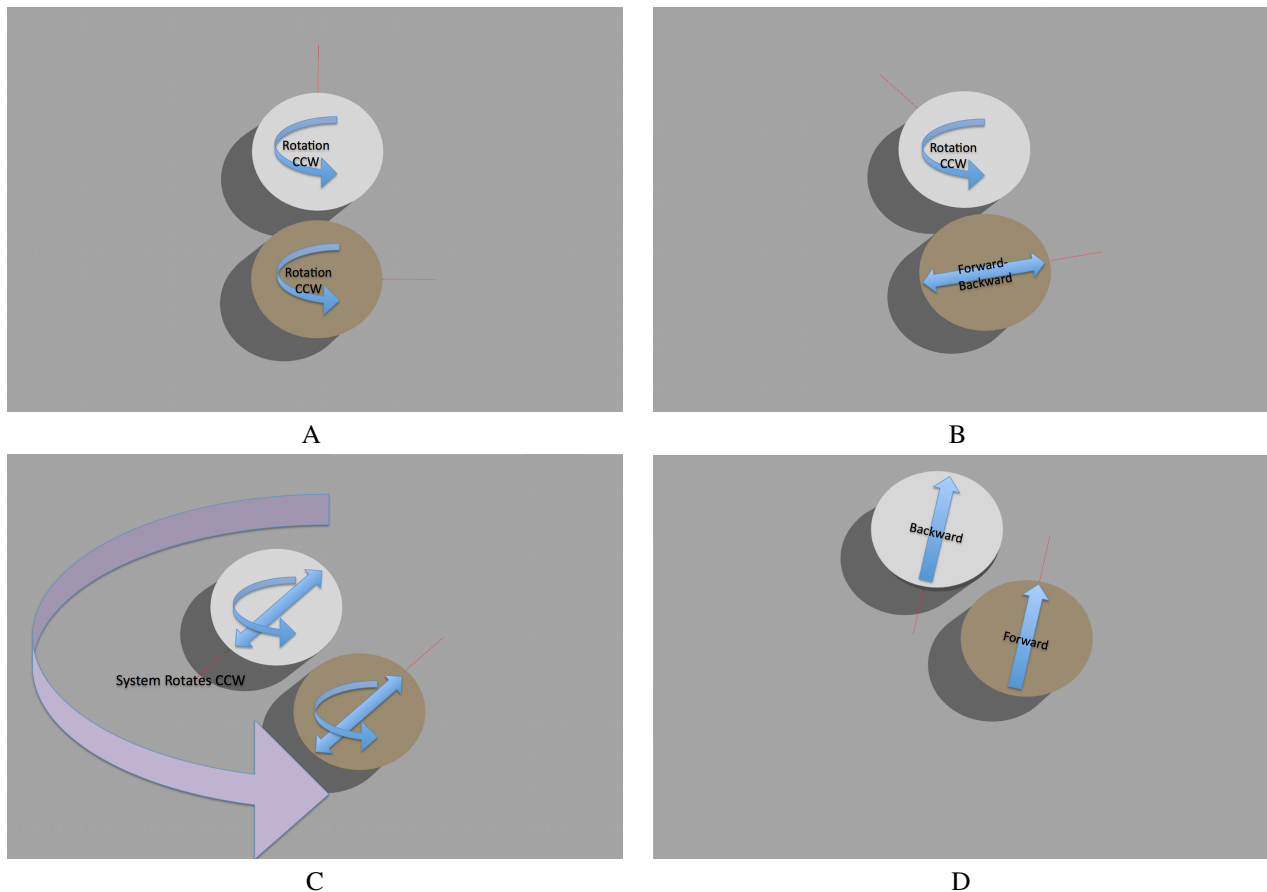 Rotation
CCW
Rotation
CCW
A
Rotation
CCW
Forward-
Backward
B
System Rotates CCW
C
Backward
Forward
D